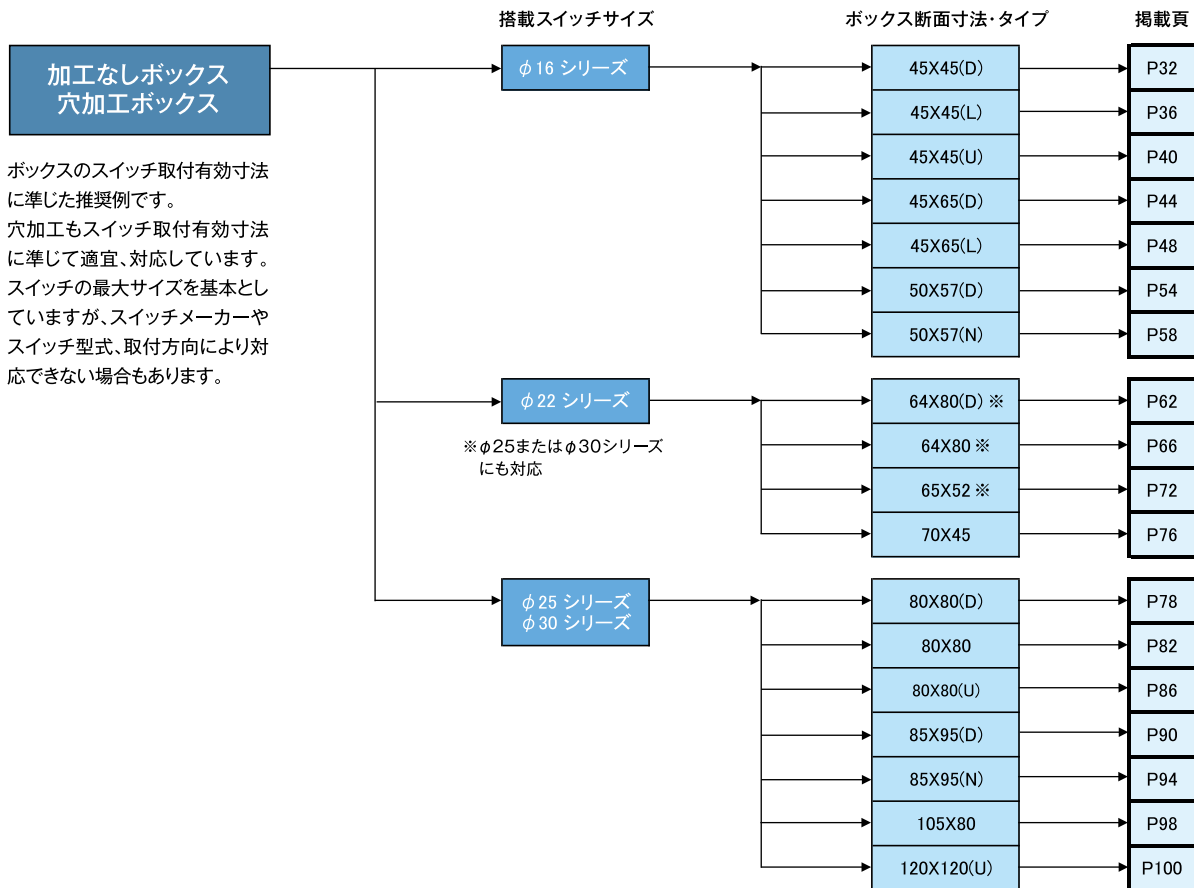 搭載スイッチサイズ
ボックス断面寸法・タイプ
掲載頁
加工なしボックス
穴加工ボックス
ボックスのスイッチ取付有効寸法
に準じた推奨例です。
穴加工もスイッチ取付有効寸法
に準じて適宜、対応しています。
スイッチの最大サイズを基本とし
ていますが、スイッチメーカーや
スイッチ型式、取付方向により対
応できない場合もあります。
φ16 シリーズ
45X45(D)
P32
45X45(L)
P36
45X45(U)
P40
45X65(D)
P44
45X65(L)
P48
50X57(D)
P54
50X57(N)
P58
φ22 シリーズ
※φ25またはφ30シリーズ
にも対応
64X80(D) ※
P62
64X80 ※
P66
65X52 ※
P72
70X45
P76
φ25 シリーズ
φ30 シリーズ
80X80(D)
P78
80X80
P82
80X80(U)
P86
85X95(D)
P90
85X95(N)
P94
105X80
P98
120X120(U)
P100